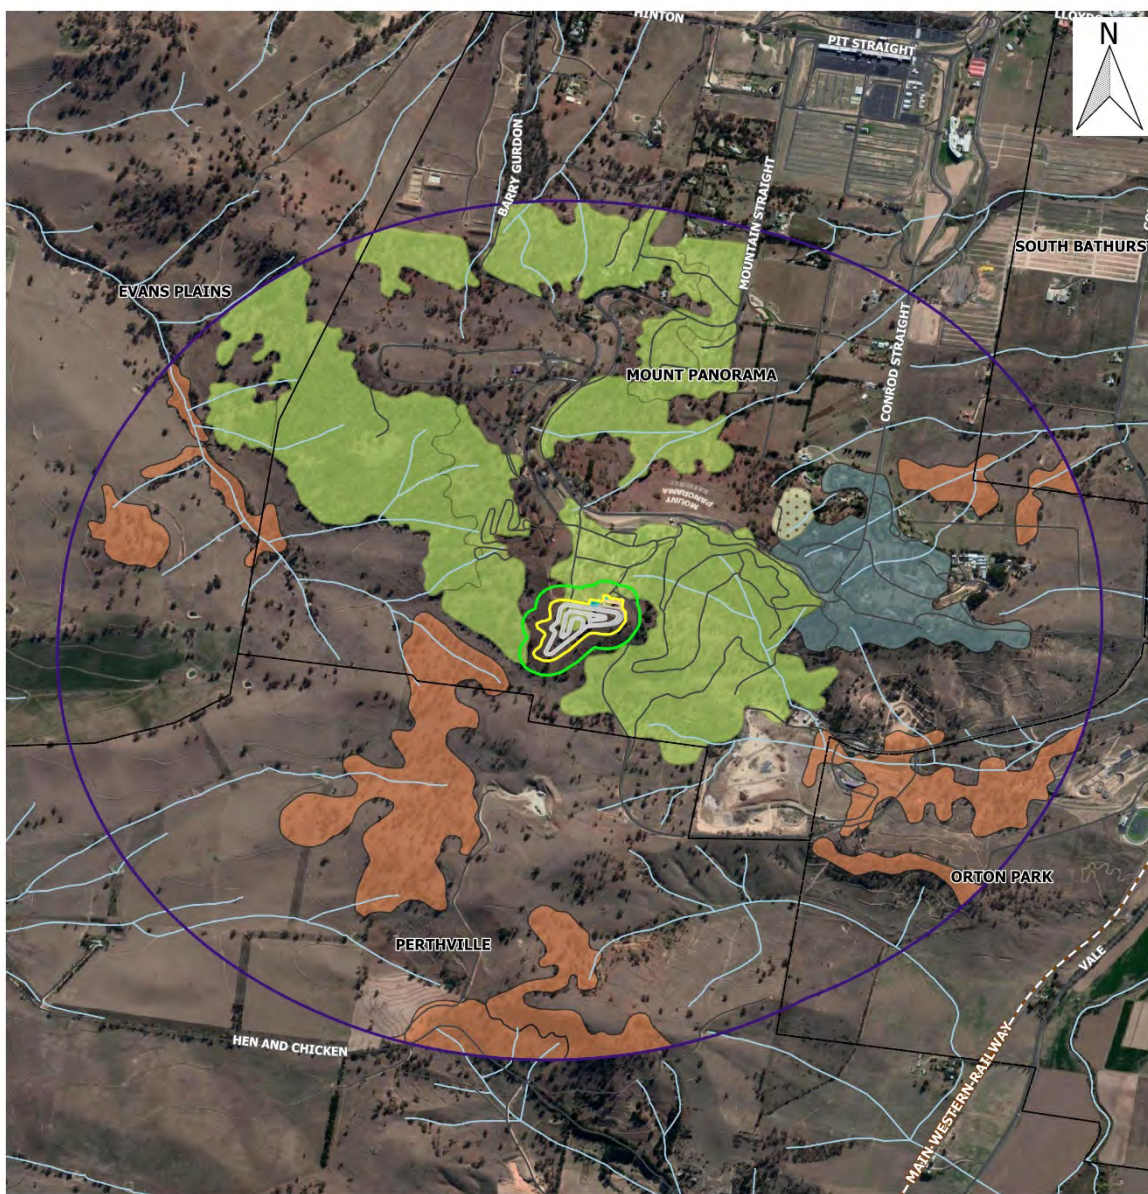 HINTON
N
PIT STRAIGHT
BARRY GURDON
MOUNTAIN STRAIGHT
SOUTH BATHURS
EVANS PLAINS
CONROD STRAIGHT
MOUNT PANORAMA
MOUNT
PANORAMA
BATHURST
ORTON PARK
PERTHVILLE
VALE
HEN AND CHICKEN
MAIN-WESTERN-RAILWAY